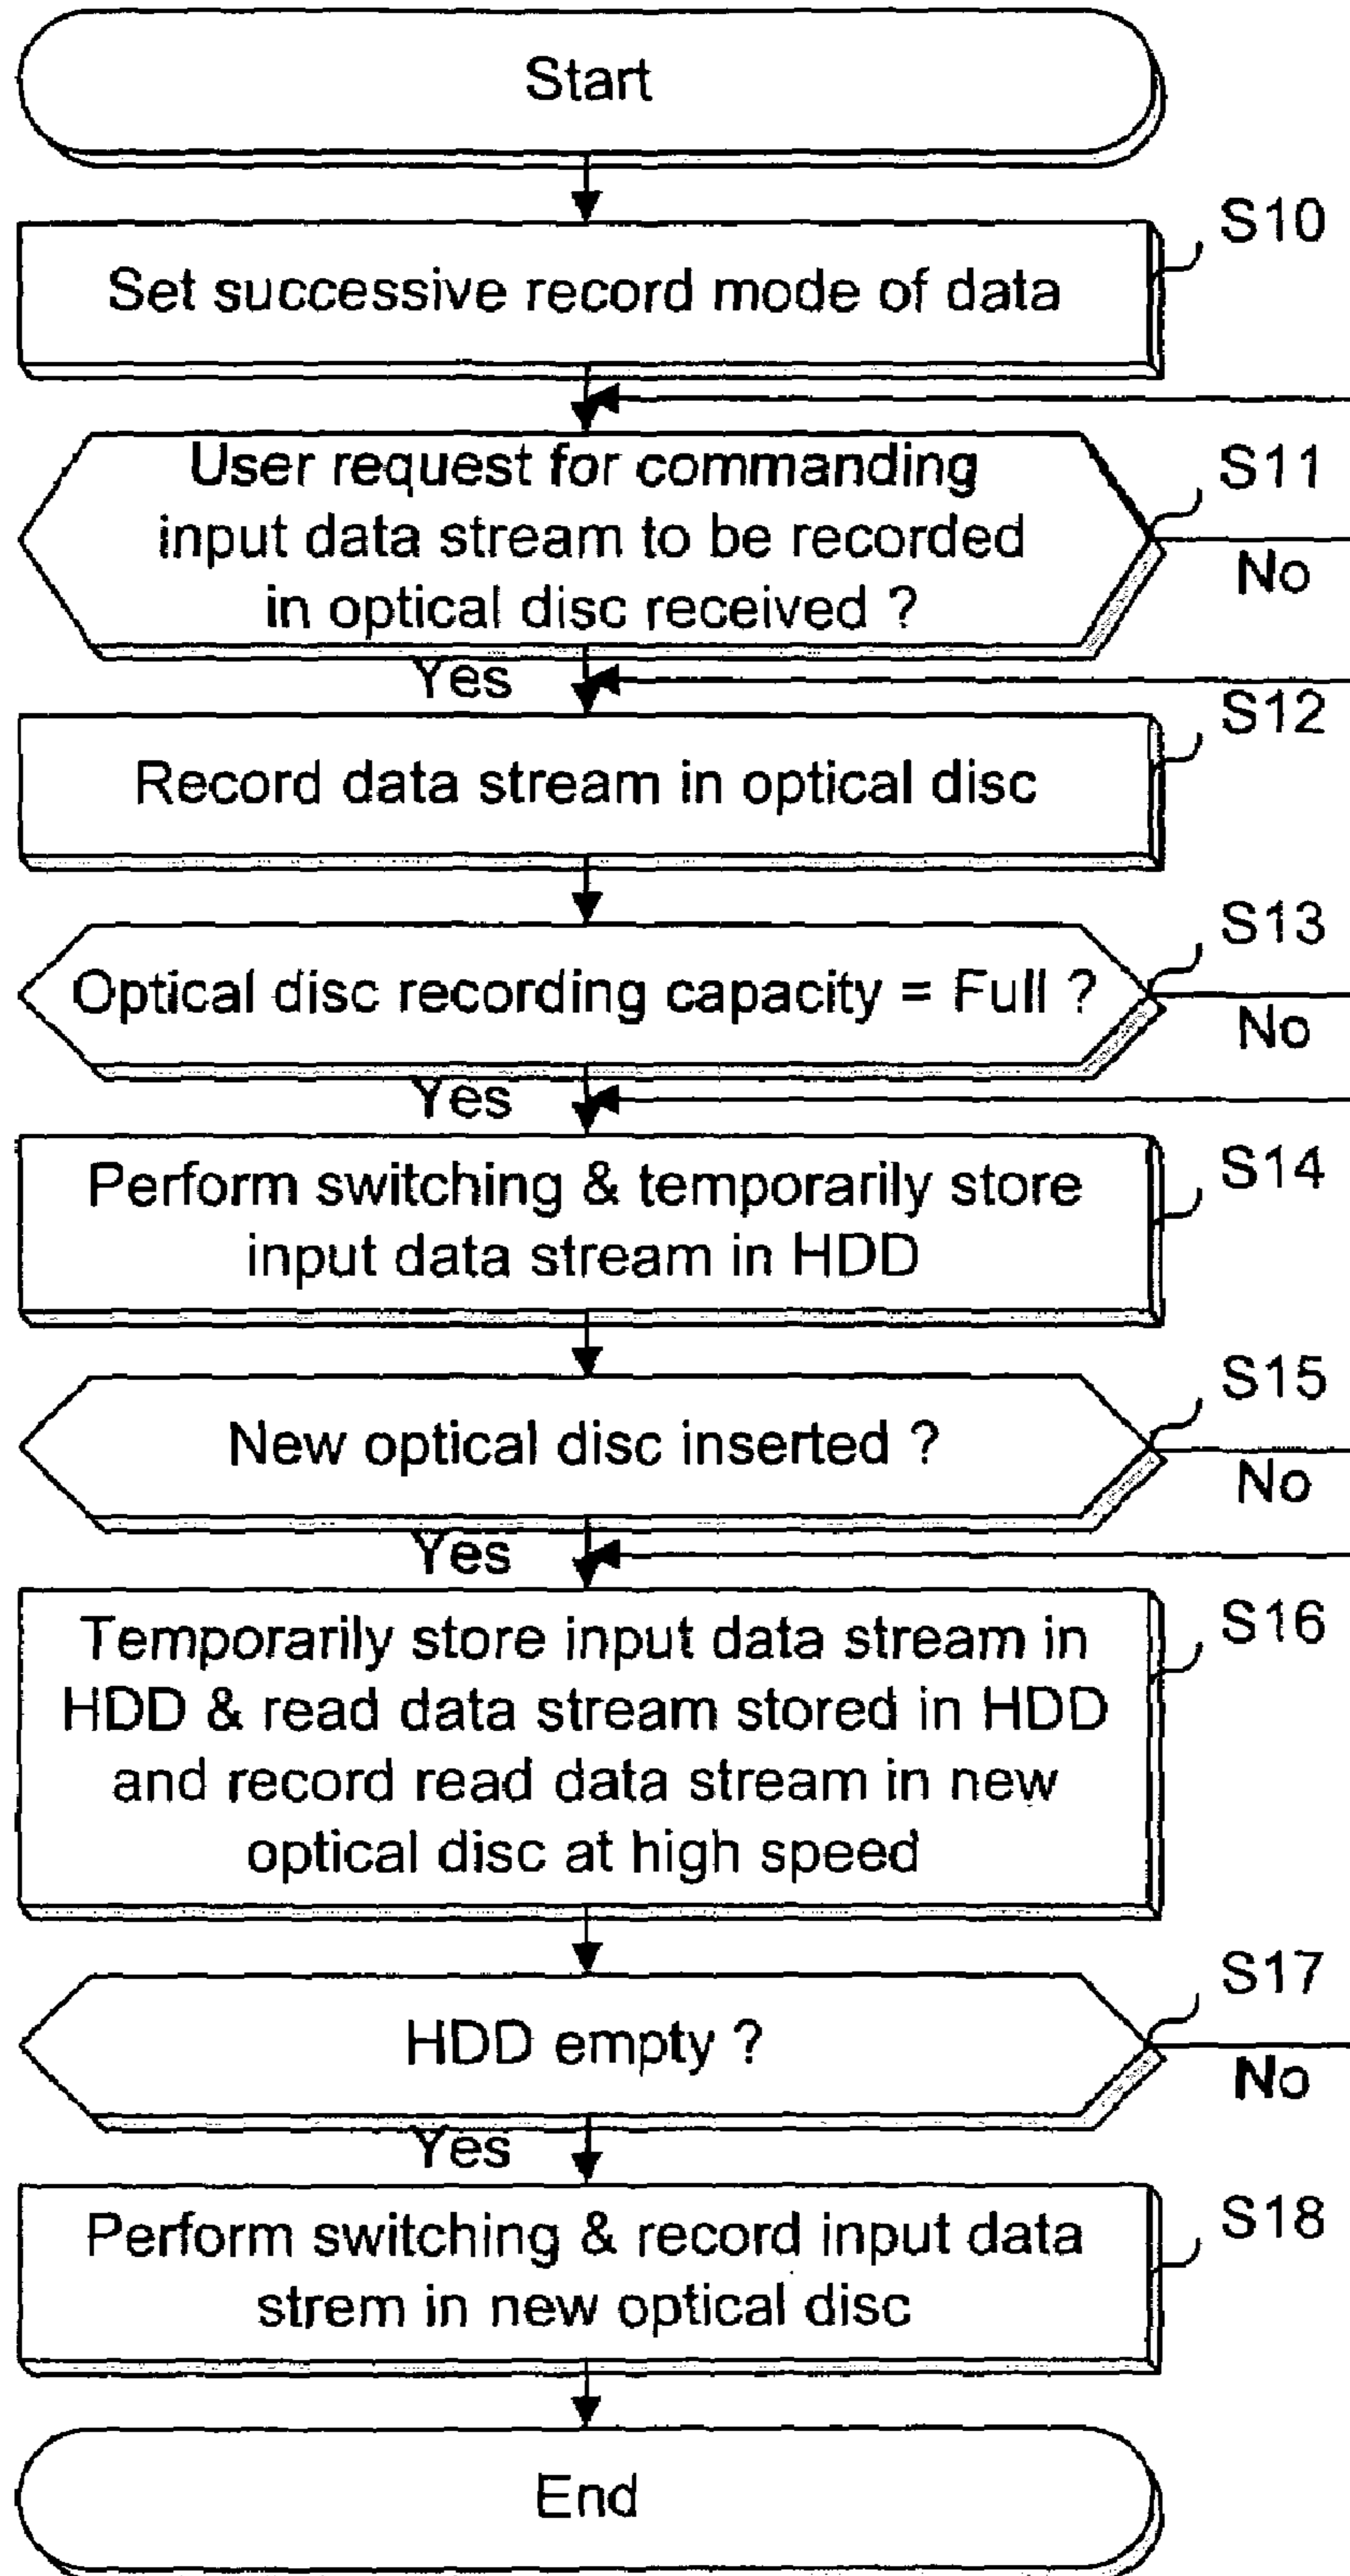 Start
S10
Set successive record mode of data
S11
User request for commanding
input data stream to be recorded
in optical disc received ?
No
Yes
S12
Record data stream in optical disc
S13
Optical disc recording capacity = Full ?
No
Yes
S14
Perform switching & temporarily store
input data stream in HDD
S15
New optical disc inserted ?
No
Yes
S16
Temporarily store input data stream in
HDD & read data stream stored in HDD
and record read data stream in new
optical disc at high speed
S17
HDD empty ?
No
Yes
S18
Perform switching & record input data
strem in new optical disc
End